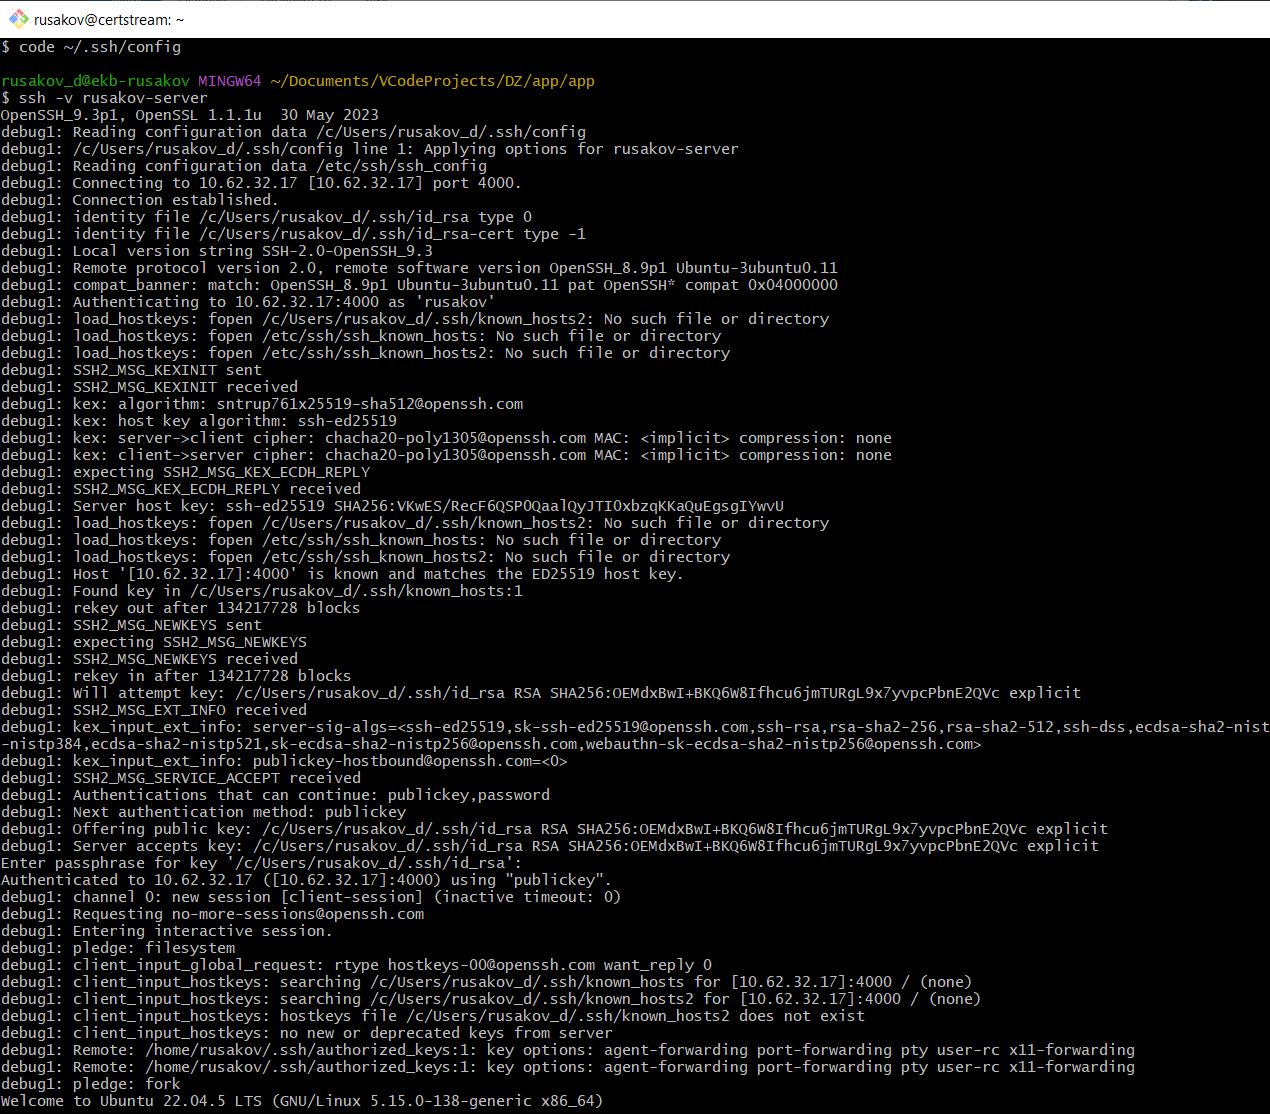 rusakov@certstream: ~
$ code ~/.ssh/config
rusakov_d@ekb-rusakov MINGW64 ~/Documents/VCodeProjects/DZ/app/app
$ ssh -v rusakov-server
OpenSSH_9.3p1, OpenSSL 1.1.1u  30 May 2023
debug1: Reading configuration data /c/Users/rusakov_d/.ssh/config
debug1: /c/Users/rusakov_d/.ssh/config line 1: Applying options for rusakov-server
debug1: Reading configuration data /etc/ssh/ssh_config
debug1: Connecting to 10.62.32.17 [10.62.32.17] port 4000.
debug1: Connection established.
debug1: identity file /c/Users/rusakov_d/.ssh/id_rsa type 0
debug1: identity file /c/Users/rusakov_d/.ssh/id_rsa-cert type -1
debug1: Local version string SSH-2.0-OpenSSH_9.3
debug1: Remote protocol version 2.0, remote software version OpenSSH_8.9p1 Ubuntu-3ubuntu0.11
debug1: compat_banner: match: OpenSSH_8.9p1 Ubuntu-3ubuntu0.11 pat OpenSSH* compat 0x04000000
debug1: Authenticating to 10.62.32.17:4000 as 'rusakov'
debug1: load_hostkeys: fopen /c/Users/rusakov_d/.ssh/known_hosts2: No such file or directory
debug1: load_hostkeys: fopen /etc/ssh/ssh_known_hosts: No such file or directory
debug1: load_hostkeys: fopen /etc/ssh/ssh_known_hosts2: No such file or directory
debug1: SSH2_MSG_KEXINIT sent
debug1: SSH2_MSG_KEXINIT received
debug1: kex: algorithm: sntrup761x25519-sha512@openssh.com
debug1: kex: host key algorithm: ssh-ed25519
debug1: kex: server->client cipher: chacha20-poly1305@openssh.com MAC: <implicit> compression: none
debug1: kex: client->server cipher: chacha20-poly1305@openssh.com MAC: <implicit> compression: none
debug1: expecting SSH2_MSG_KEX_ECDH_REPLY
debug1: SSH2_MSG_KEX_ECDH_REPLY received
debug1: Server host key: ssh-ed25519 SHA256:VKwES/RecF6QSP0QaalQyJTI0xbzqKKaQuEgsgIYwvU
debug1: load_hostkeys: fopen /c/Users/rusakov_d/.ssh/known_hosts2: No such file or directory
debug1: load_hostkeys: fopen /etc/ssh/ssh_known_hosts: No such file or directory
debug1: load_hostkeys: fopen /etc/ssh/ssh_known_hosts2: No such file or directory
debug1: Host '[10.62.32.17]:4000' is known and matches the ED25519 host key.
debug1: Found key in /c/Users/rusakov_d/.ssh/known_hosts:1
debug1: rekey out after 134217728 blocks
debug1: SSH2_MSG_NEWKEYS sent
debug1: expecting SSH2_MSG_NEWKEYS
debug1: SSH2_MSG_NEWKEYS received
debug1: rekey in after 134217728 blocks
debug1: Will attempt key: /c/Users/rusakov_d/.ssh/id_rsa RSA SHA256:OEMdxBwI+BKQ6W8Ifhcu6jmTURgL9x7yvpcPbnE2QVc explicit
debug1: SSH2_MSG_EXT_INFO received
debug1: kex_input_ext_info: server-sig-algs=<ssh-ed25519,sk-ssh-ed25519@openssh.com,ssh-rsa,rsa-sha2-256,rsa-sha2-512,ssh-dss,ecdsa-sha2-nist
-nistp384,ecdsa-sha2-nistp521,sk-ecdsa-sha2-nistp256@openssh.com,webauthn-sk-ecdsa-sha2-nistp256@openssh.com>
debug1: kex_input_ext_info: publickey-hostbound@openssh.com=<0>
debug1: SSH2_MSG_SERVICE_ACCEPT received
debug1: Authentications that can continue: publickey,password
debug1: Next authentication method: publickey
debug1: Offering public key: /c/Users/rusakov_d/.ssh/id_rsa RSA SHA256:OEMdxBwI+BKQ6W8Ifhcu6jmTURgL9x7yvpcPbnE2QVc explicit
debug1: Server accepts key: /c/Users/rusakov_d/.ssh/id_rsa RSA SHA256:OEMdxBwI+BKQ6W8Ifhcu6jmTURgL9x7yvpcPbnE2QVc explicit
Enter passphrase for key '/c/Users/rusakov_d/.ssh/id_rsa':
Authenticated to 10.62.32.17 ([10.62.32.17]:4000) using "publickey".
debug1: channel 0: new session [client-session] (inactive timeout: 0)
debug1: Requesting no-more-sessions@openssh.com
debug1: Entering interactive session.
debug1: pledge: filesystem
debug1: client_input_global_request: rtype hostkeys-00@openssh.com want_reply 0
debug1: client_input_hostkeys: searching /c/Users/rusakov_d/.ssh/known_hosts for [10.62.32.17]:4000 / (none)
debug1: client_input_hostkeys: searching /c/Users/rusakov_d/.ssh/known_hosts2 for [10.62.32.17]:4000 / (none)
debug1: client_input_hostkeys: hostkeys file /c/Users/rusakov_d/.ssh/known_hosts2 does not exist
debug1: client_input_hostkeys: no new or deprecated keys from server
debug1: Remote: /home/rusakov/.ssh/authorized_keys:1: key options: agent-forwarding port-forwarding pty user-rc x11-forwarding
debug1: Remote: /home/rusakov/.ssh/authorized_keys:1: key options: agent-forwarding port-forwarding pty user-rc x11-forwarding
debug1: pledge: fork
Welcome to Ubuntu 22.04.5 LTS (GNU/Linux 5.15.0-138-generic x86_64)